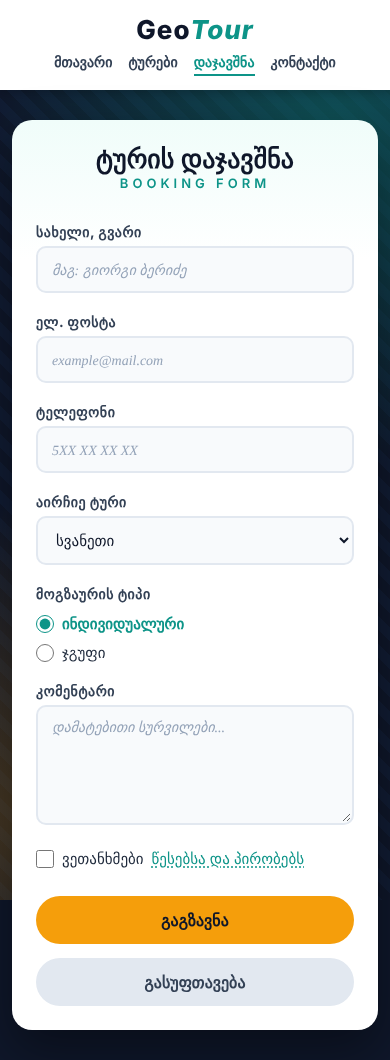 GeoTour
მთავარი ტურები დაჯავშნა კონტაქტი
ტურის დაჯავშნა
BOOKING FORM
სახელი, გვარი
მაგ: გიორგი ბერიძე
ელ. ფოსტა
example@mail.com
ტელეფონი
5XX XX XX XX
აირჩიე ტური
სვანეთი
მოგზაურის ტიპი
ინდივიდუალური
ჯგუფი
კომენტარი
დამატებითი სურვილები...
ვეთანხმები წესებსა და პირობებს
გაგზავნა
გასუფთავება